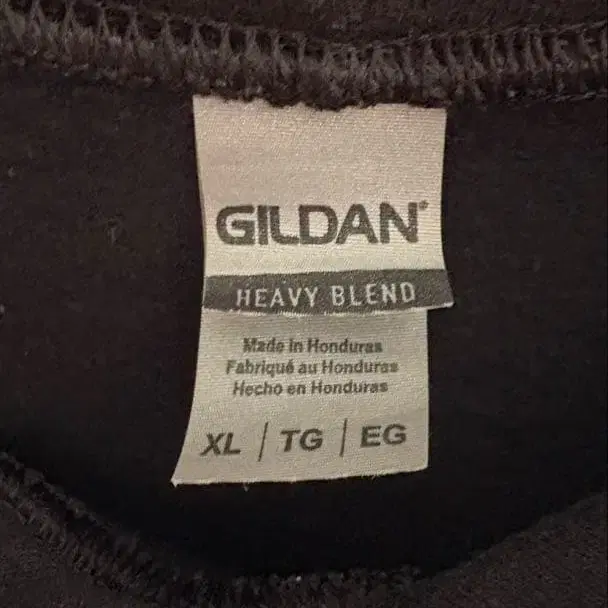 GILDAN®
HEAVY BLEND
Made in Honduras
Fabriqué au Honduras
Hecho en Honduras
XL / TG / EG